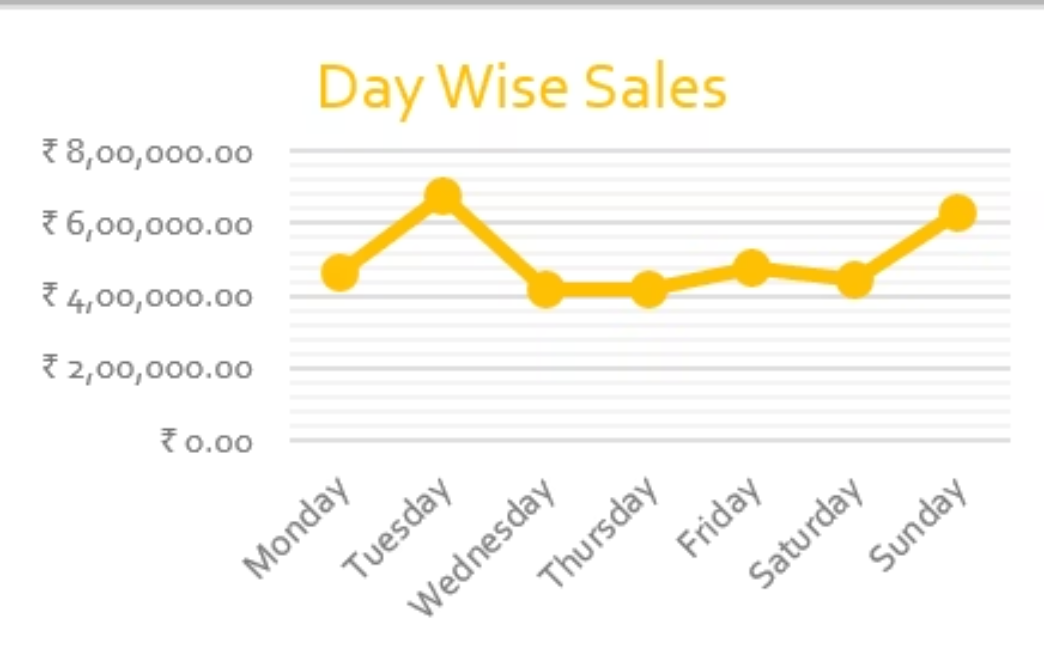 Day Wise Sales
₹ 8,00,000.00
₹ 6,00,000.00
₹ 4,00,000.00
₹ 2,00,000.00
₹ 0.00
Monday
Tuesday
Wednesday
Thursday
Friday
Saturday
Sunday